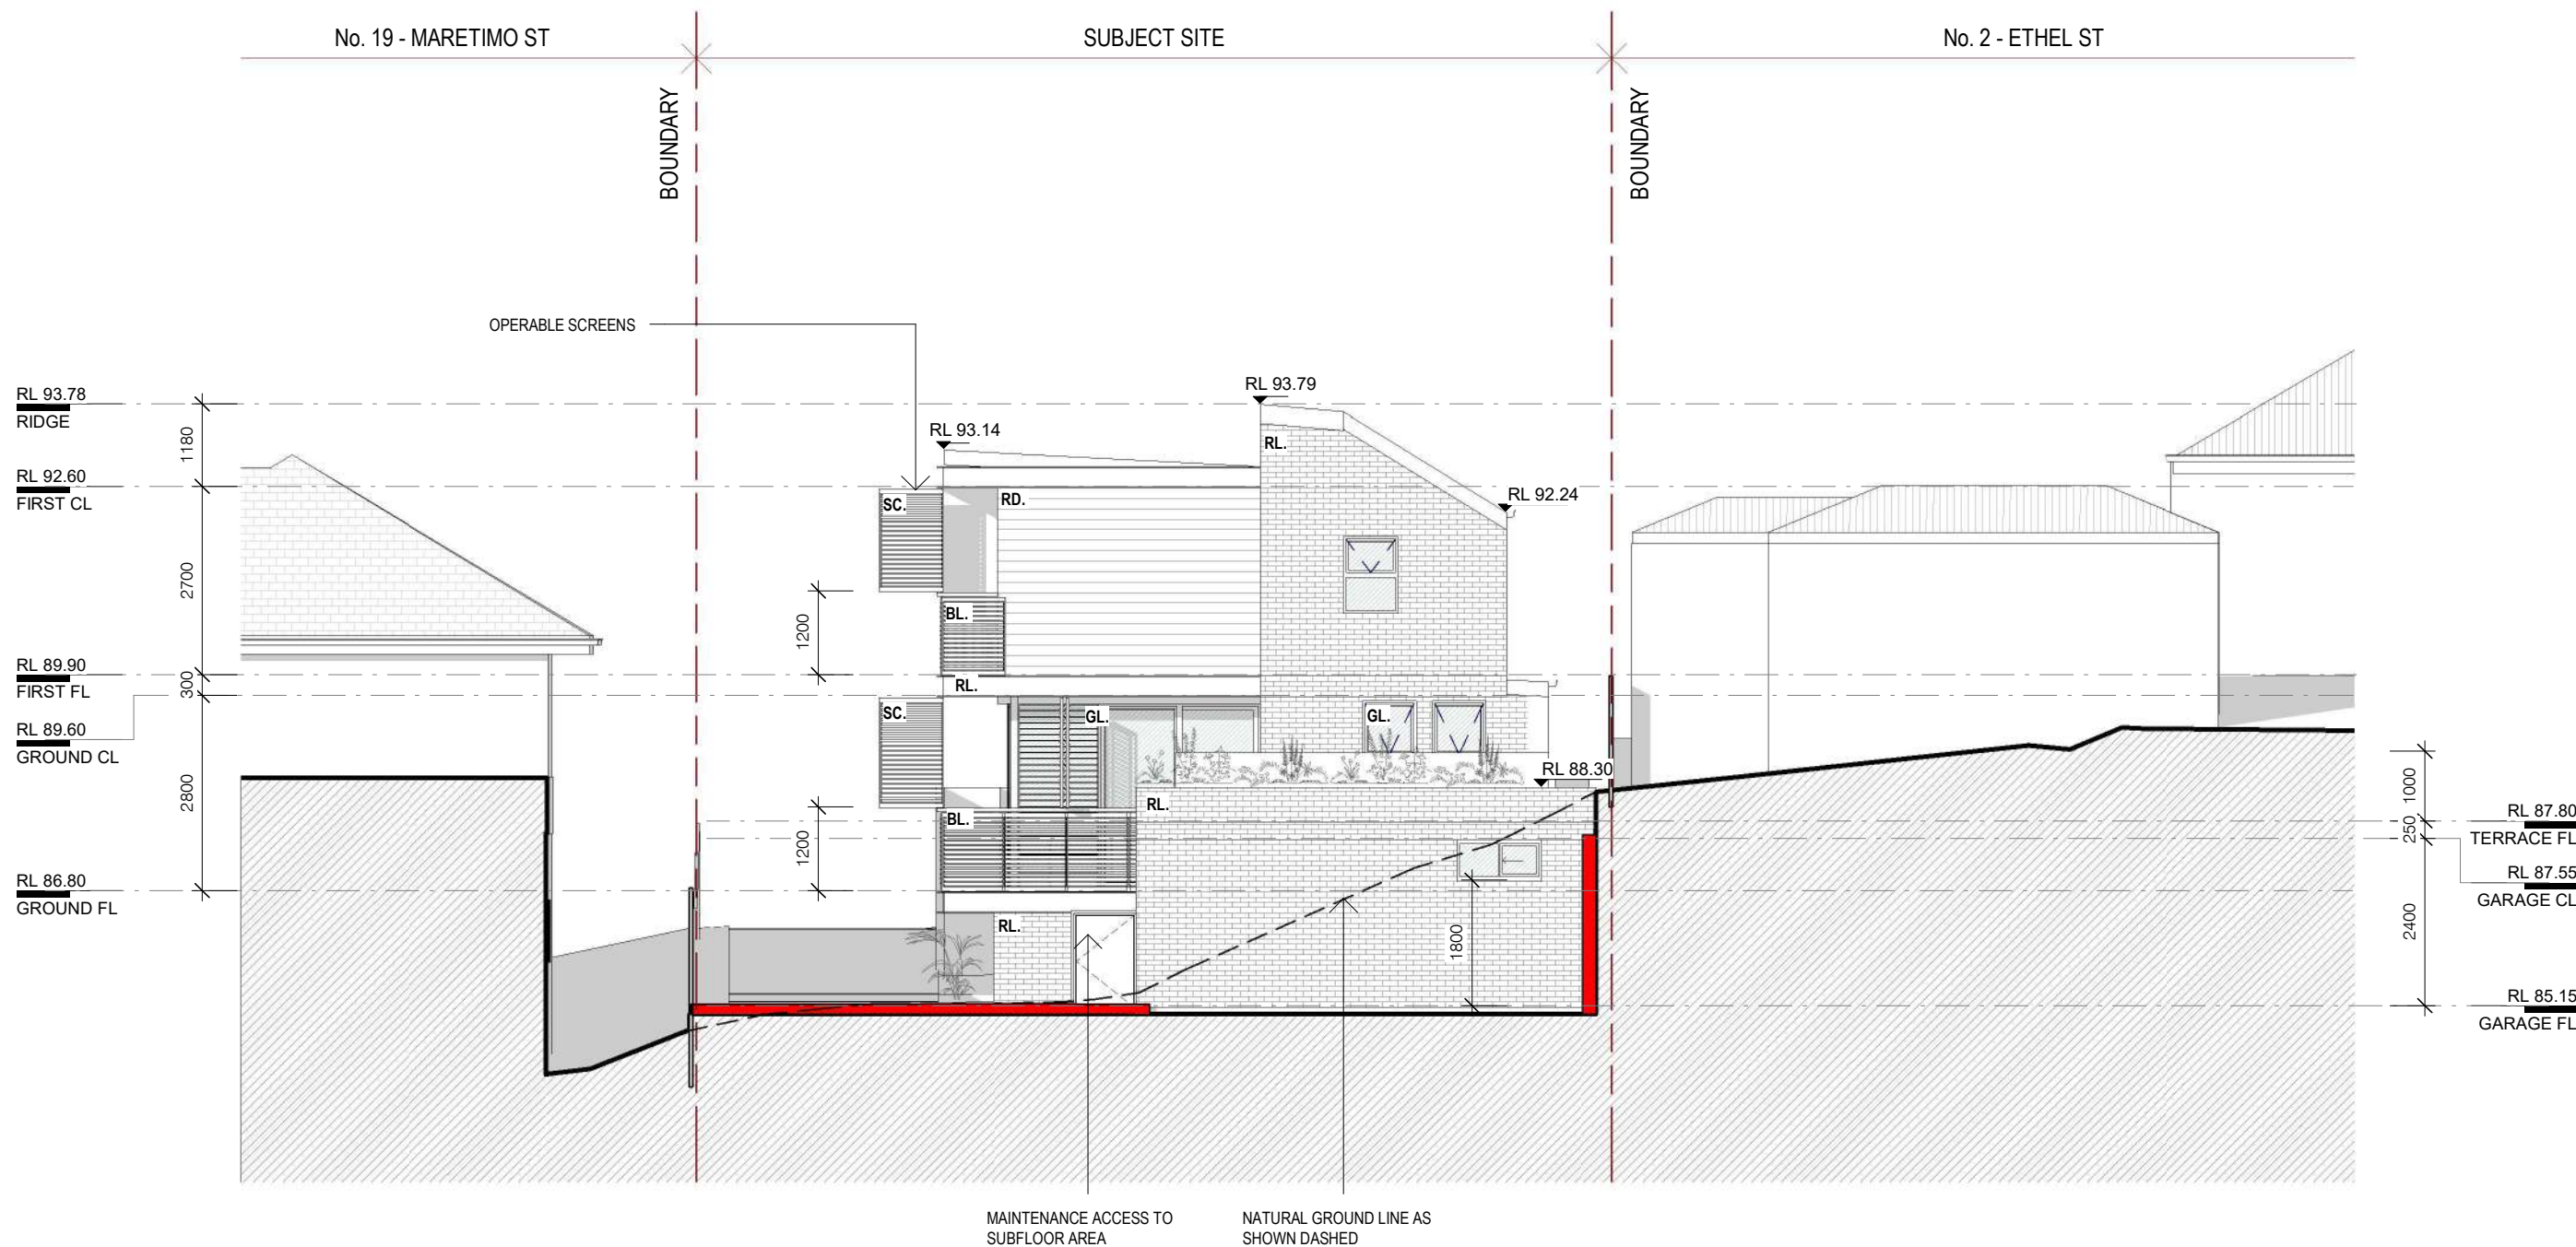 No. 19 - MARETIMO ST
SUBJECT SITE
No. 2 - ETHEL ST
BOUNDARY
BOUNDARY
OPERABLE SCREENS
RL 93.78
RIDGE
1180
RL 92.60
FIRST CL
2700
RL 89.90
FIRST FL
300
RL 89.60
GROUND CL
2800
RL 86.80
GROUND FL
RL 93.79
RL 93.14
RL.
RL 92.24
SC.
RD.
BL.
1200
RL.
SC.
GL.
GL.
RL 88.30
RL.
BL.
1200
RL.
1800
1000
RL 87.80
250
TERRACE FL
RL 87.55
GARAGE CL
2400
RL 85.15
GARAGE FL
MAINTENANCE ACCESS TO
SUBFLOOR AREA
NATURAL GROUND LINE AS
SHOWN DASHED